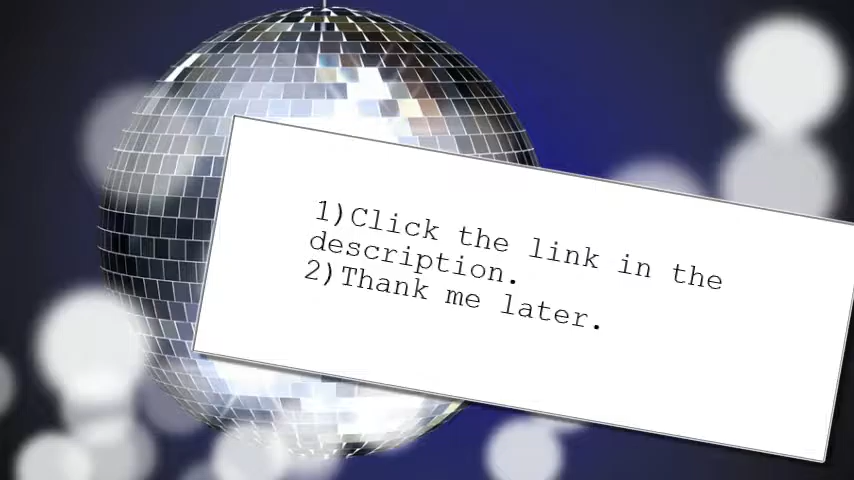 1)Click the link in the
description.
2)Thank me later.